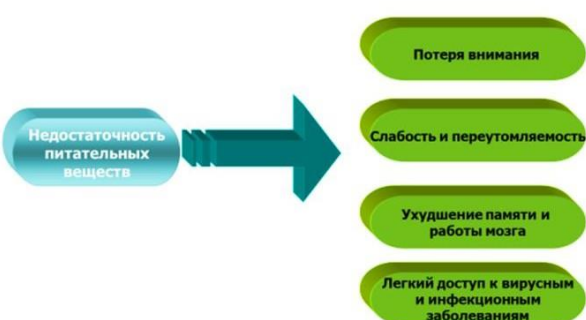 Недостаточность
питательных
веществ
Потеря внимания
Слабость и переутомляемость
Ухудшение памяти и
работы мозга
Легкий доступ к вирусным
и инфекционным
заболеваниям